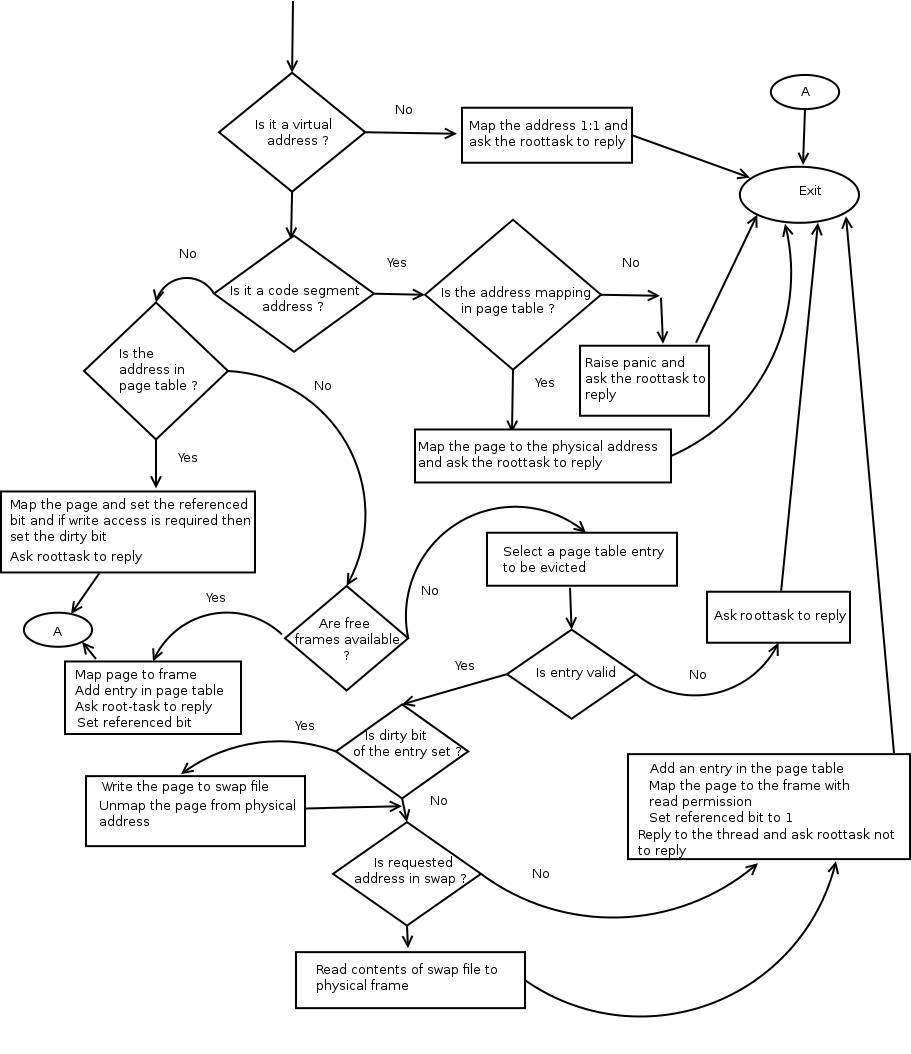 No
A
Is it a virtual
address ?
Map the address 1:1 and
ask the roottask to reply
Exit
No
Yes
No
Is it a code segment
address ?
Is the address mapping
in page table ?
Is the
address in
page table ?
No
Yes
Raise panic and
ask the roottask to
reply
Yes
Map the page to the physical address
and ask the roottask to reply
Map the page and set the referenced
bit and if write access is required then
set the dirty bit
Ask roottask to reply
Select a page table entry
to be evicted
No
Yes
A
Are free
frames available
?
Ask roottask to reply
Map page to frame
Add entry in page table
Ask root-task to reply
Set referenced bit
Yes
Is entry valid
No
Yes
Is dirty bit
of the entry set ?
Write the page to swap file
Unmap the page from physical
address
No
Add an entry in the page table
Map the page to the frame with
read permission
Set referenced bit to 1
Reply to the thread and ask roottask not
to reply
Is requested
address in swap ?
No
Read contents of swap file to
physical frame